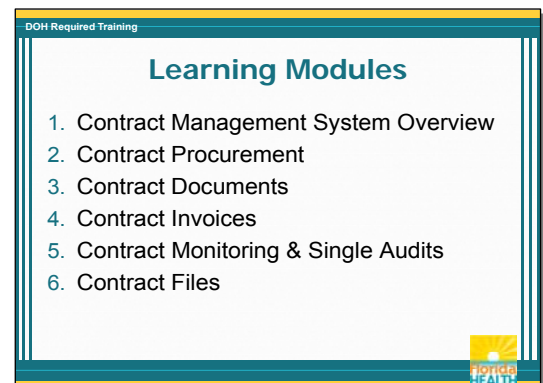 DOH Required Training
Learning Modules
1. Contract Management System Overview
2. Contract Procurement
3. Contract Documents
4. Contract Invoices
5. Contract Monitoring & Single Audits
6. Contract Files
Florida
HEALTH